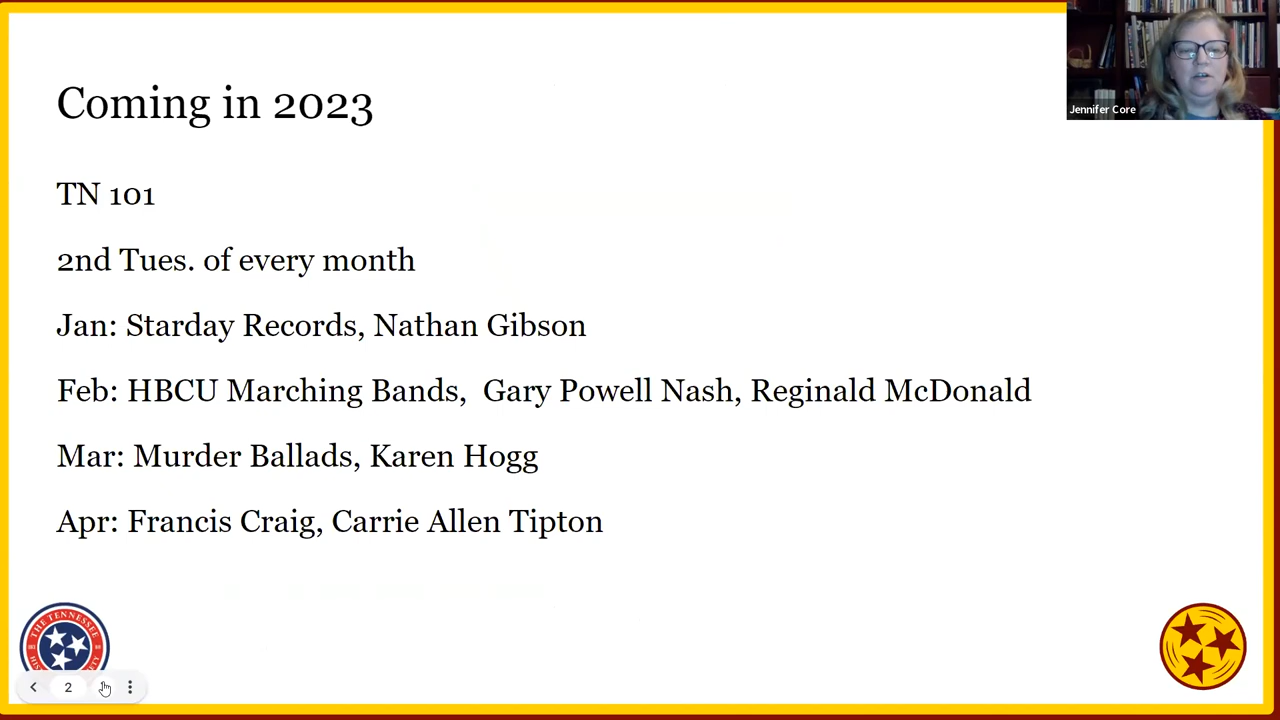 Coming in 2023
Jennifer Core
TN 101
2nd Tues. of every month
Jan: Starday Records, Nathan Gibson
Feb: HBCU Marching Bands, Gary Powell Nash, Reginald McDonald
Mar: Murder Ballads, Karen Hogg
Apr: Francis Craig, Carrie Allen Tipton
THE TENNESSEE
2